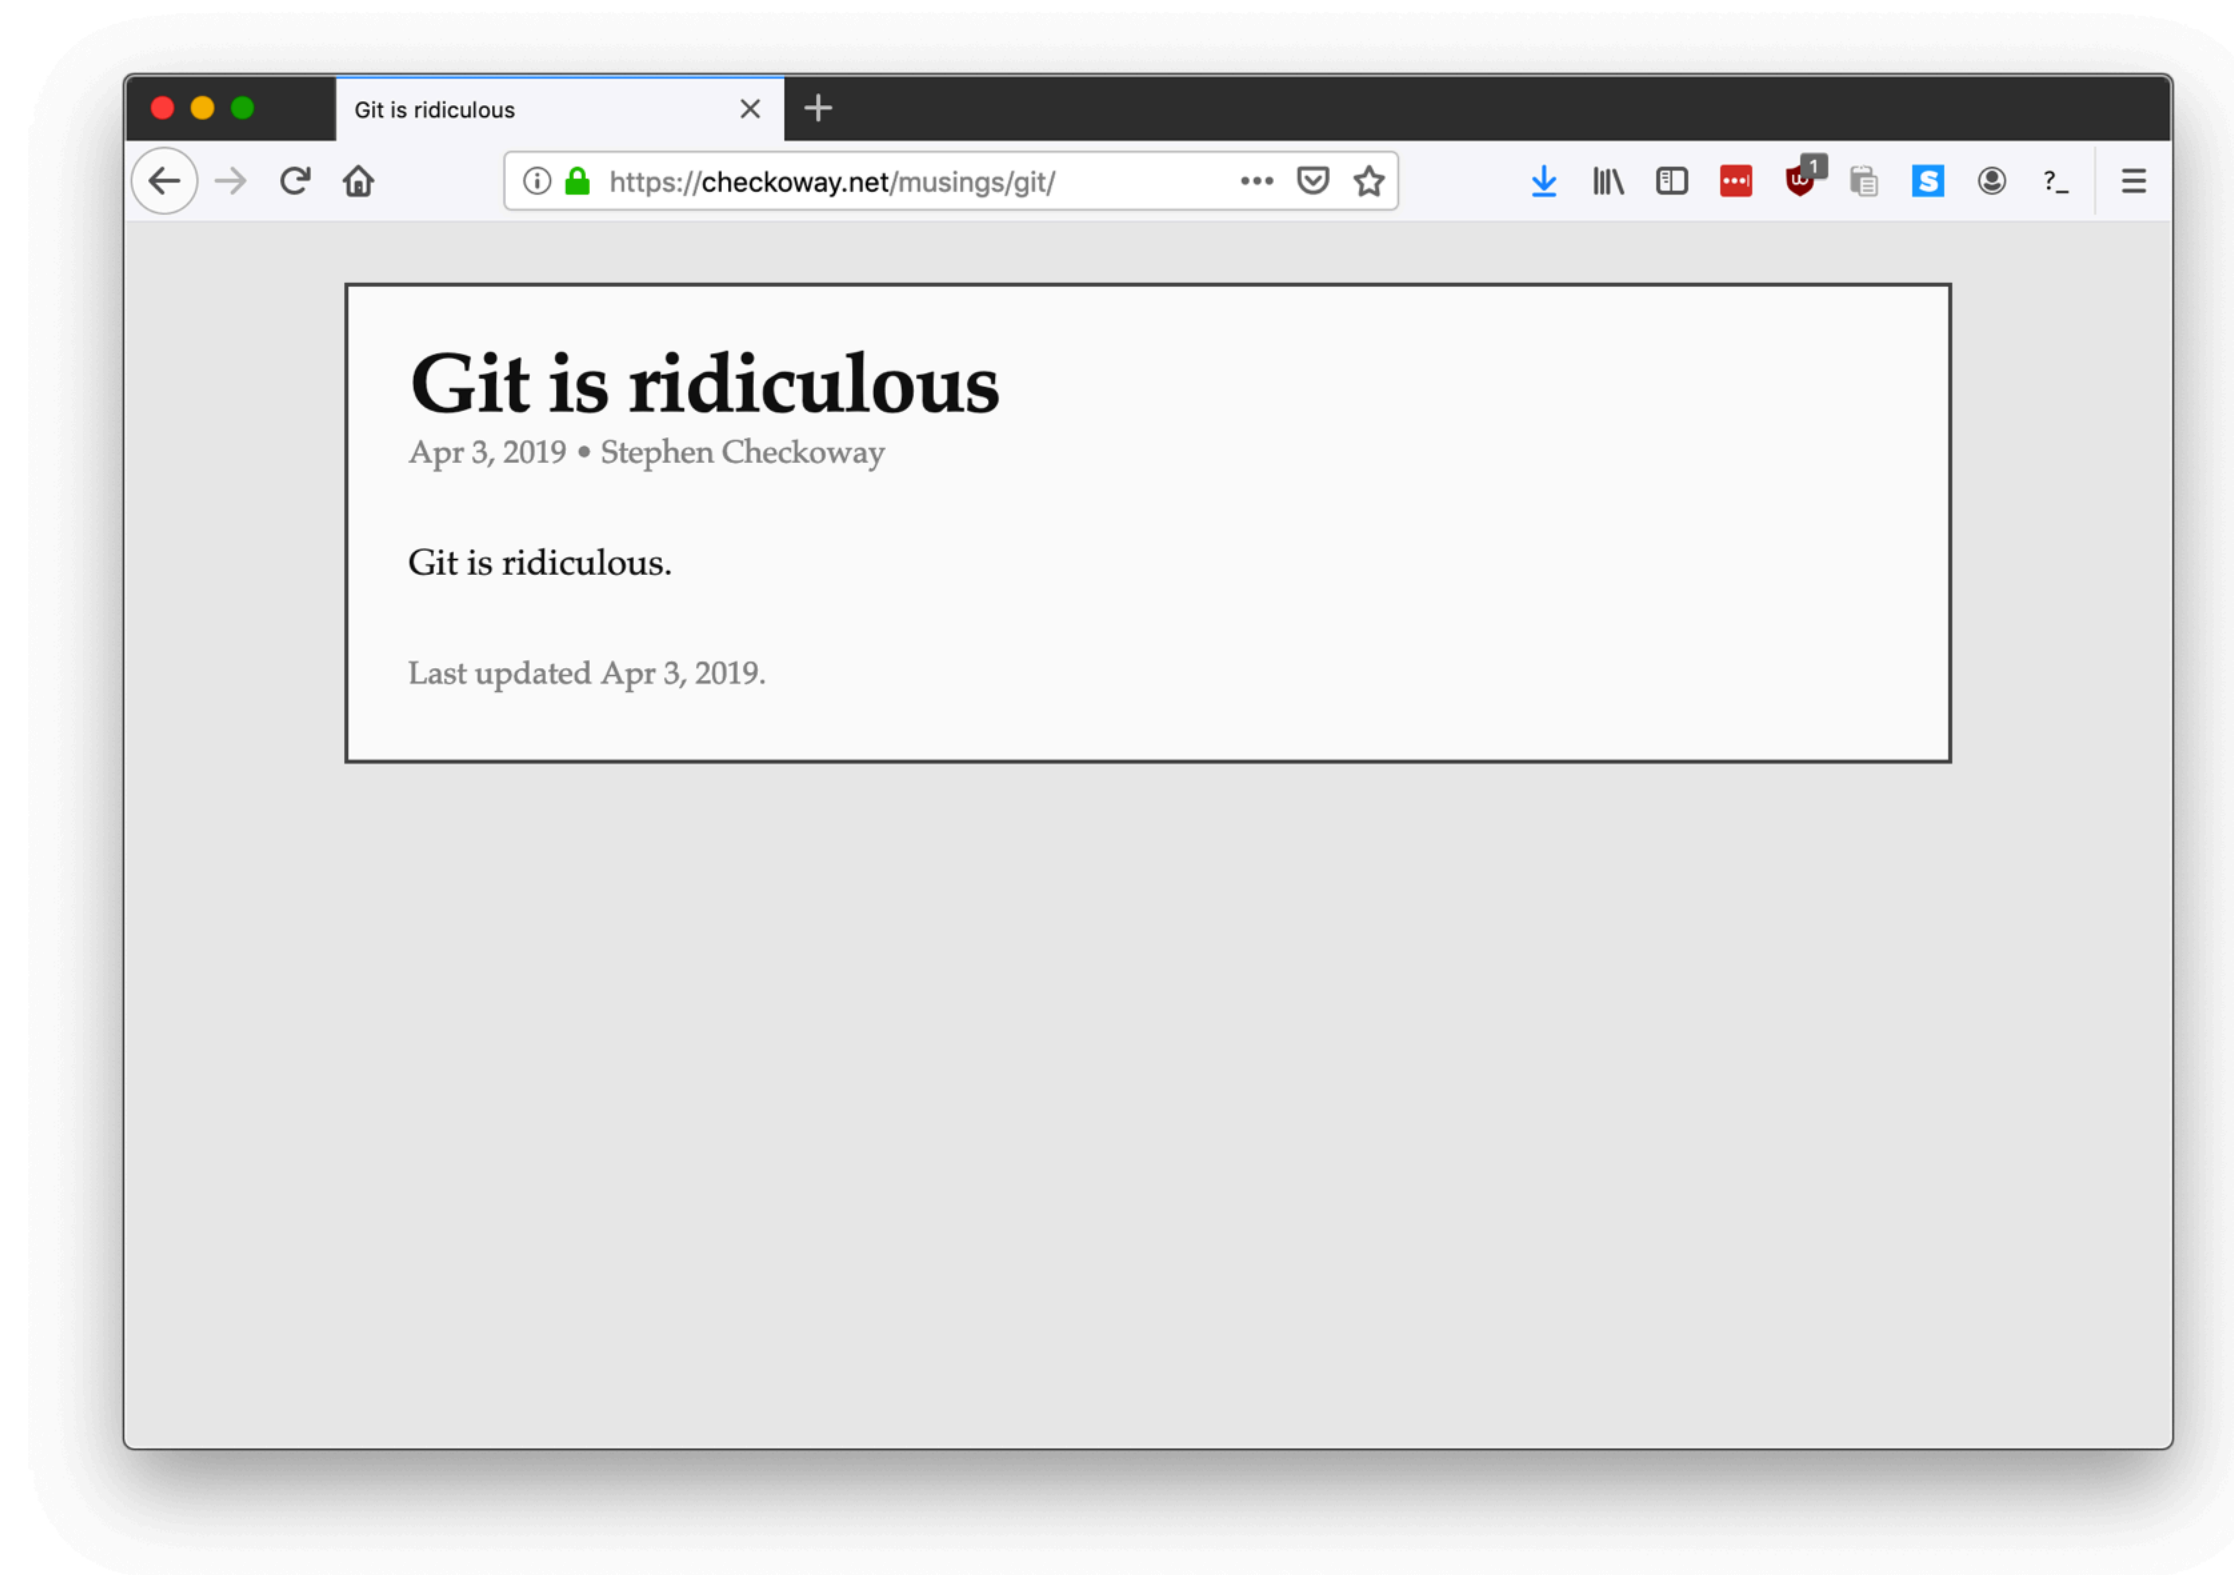 Git is ridiculous
https://checkoway.net/musings/git/
1
S
?_
Git is ridiculous
Apr 3, 2019 • Stephen Checkoway
Git is ridiculous.
Last updated Apr 3, 2019.